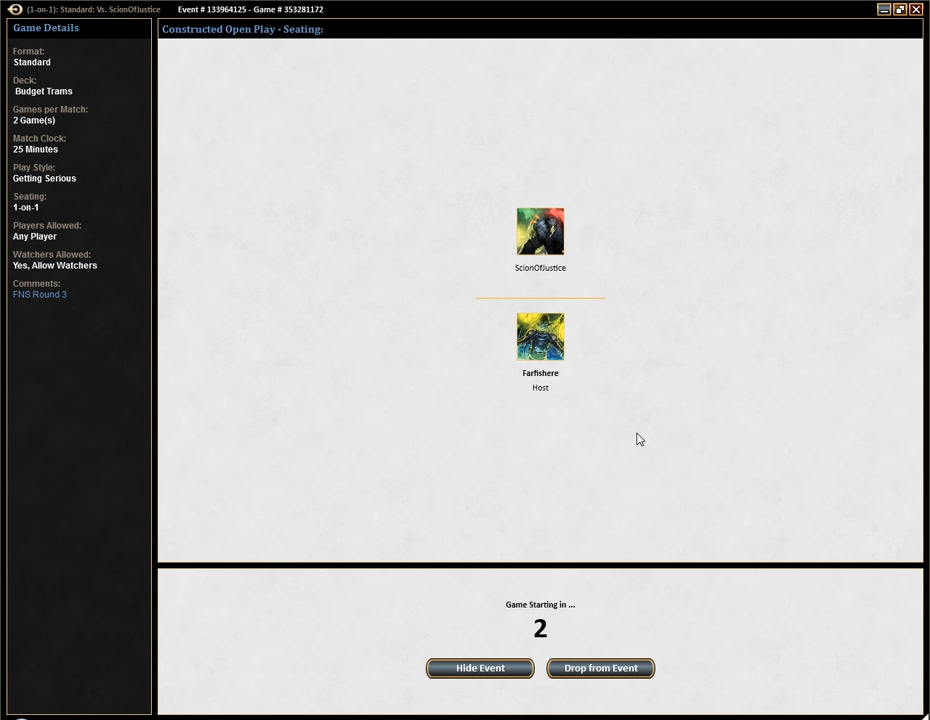 (1-on-1): Standard: Vs. ScionOfJustice Event # 133964125 - Game # 353281172
Game Details
Format:
Standard
Deck:
Budget Trams
Games per Match:
2 Game(s)
Match Clock:
25 Minutes
Play Style:
Getting Serious
Seating:
1-on-1
Players Allowed:
Any Player
Watchers Allowed:
Yes, Allow Watchers
Comments:
FNS Round 3
Constructed Open Play - Seating:
ScionOfJustice
Farfishere
Host
Game Starting in ...
2
Hide Event Drop from Event